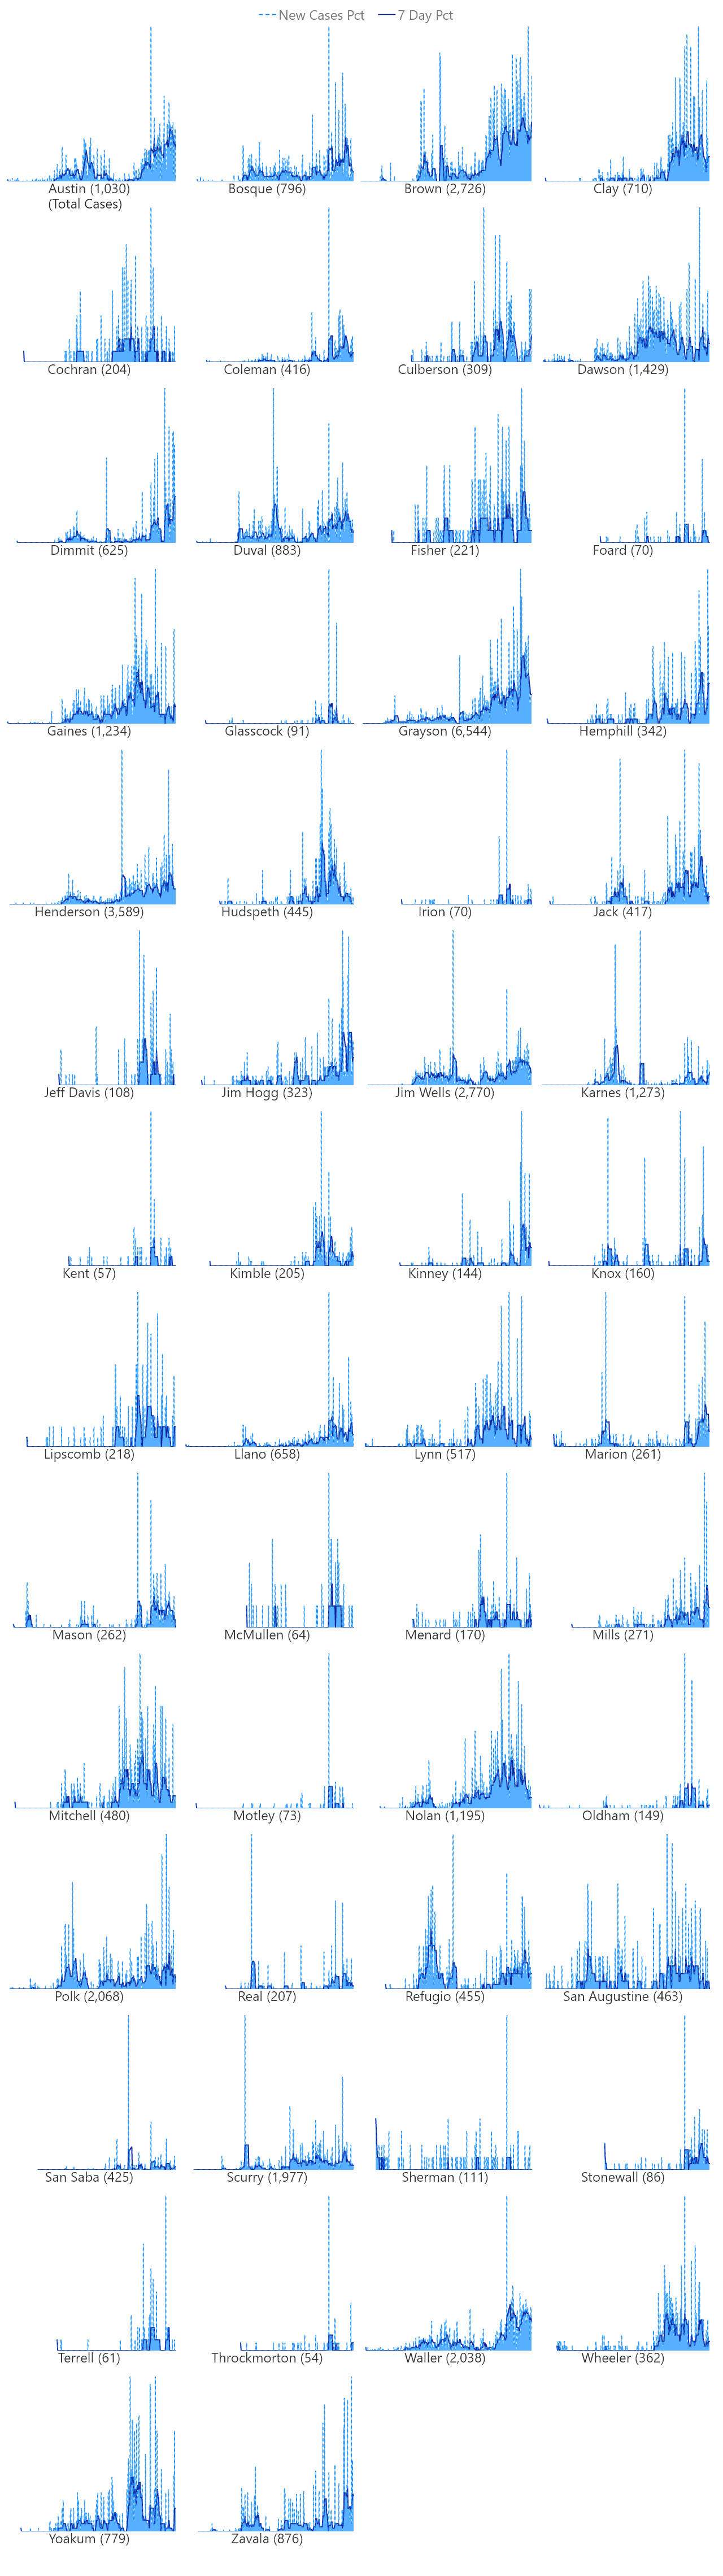 New Cases Pct 7 Day Pct
Austin (1,030)
(Total Cases)
Bosque (796)
Brown (2,726)
Clay (710)
Cochran (204)
Coleman (416)
Culberson (309)
Dawson (1,429)
Dimmit (625)
Duval (883)
Fisher (221)
Foard (70)
Gaines (1,234)
Glasscock (91)
Grayson (6,544)
Hemphill (342)
Henderson (3,589)
Hudspeth (445)
Irion (70)
Jack (417)
Jeff Davis (108)
Jim Hogg (323)
Jim Wells (2,770)
Karnes (1,273)
Kent (57)
Kimble (205)
Kinney (144)
Knox (160)
Lipscomb (218)
Llano (658)
Lynn (517)
Marion (261)
Mason (262)
McMullen (64)
Menard (170)
Mills (271)
Mitchell (480)
Motley (73)
Nolan (1,195)
Oldham (149)
Polk (2,068)
Real (207)
Refugio (455)
San Augustine (463)
San Saba (425)
Scurry (1,977)
Sherman (111)
Stonewall (86)
Terrell (61)
Throckmorton (54)
Waller (2,038)
Wheeler (362)
Yoakum (779)
Zavala (876)